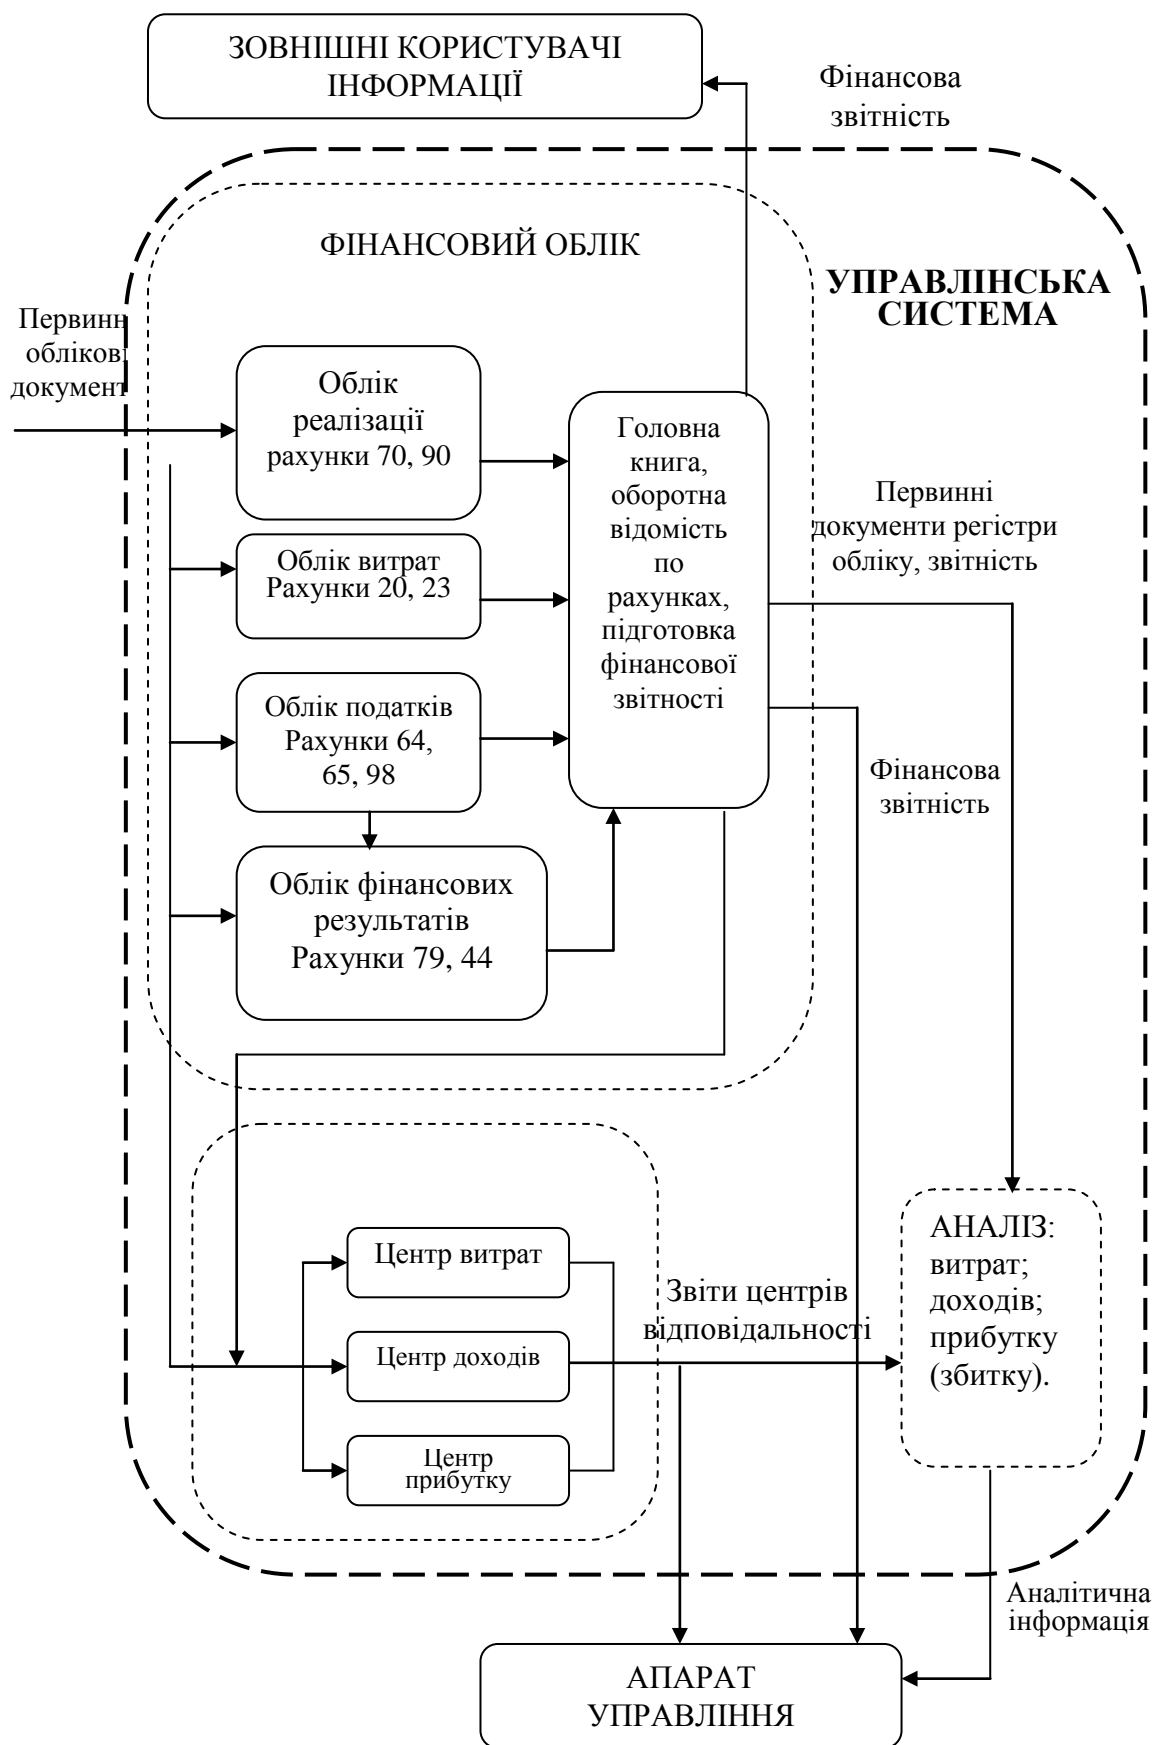 ЗОВНІШНІ КОРИСТУВАЧІ
ІНФОРМАЦІЇ
Фінансова
звітність
ФІНАНСОВИЙ ОБЛІК
УПРАВЛІНСЬКА
СИСТЕМА
Первинн
облікові
документ
Облік
реалізації
рахунки 70, 90
Облік витрат
Рахунки 20, 23
Облік податків
Рахунки 64,
65, 98
Облік фінансових
результатів
Рахунки 79, 44
Головна
книга,
оборотна
відомість
по
рахунках,
підготовка
фінансової
звітності
Первинні
документи регістри
обліку, звітність
Фінансова
звітність
Центр витрат
Центр доходів
Центр
прибутку
Звіти центрів
відповідальності
АНАЛІЗ:
витрат;
доходів;
прибутку
(збитку).
Аналітична
інформація
АПАРАТ
УПРАВЛІННЯ